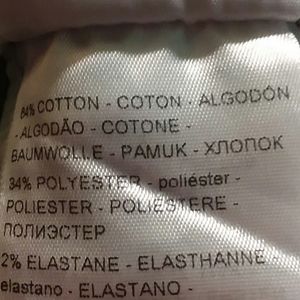 64% COTTON - COTON - ALGODÓN
- ALGODÃO - COTONE -
BAUMWOLLE - PAMUK - ХЛОПОК
34% POLYESTER - poliéster -
POLIESTER - POLIESTERE -
ПОЛИЭСТЕР
2% ELASTANE - ELASTHANNE -
elastano - ELASTANO -